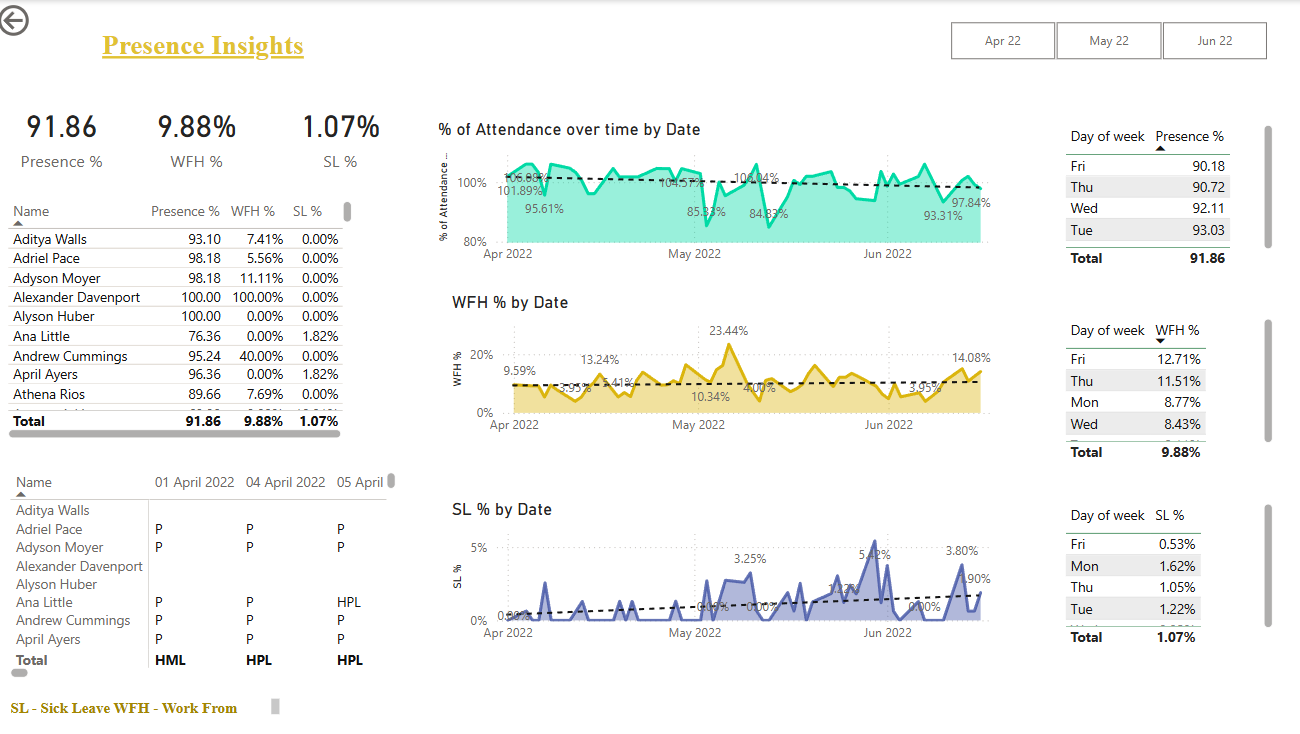 Presence Insights
Apr 22 May 22 Jun 22
91.86 9.88% 1.07%
Presence % WFH % SL %
Name Presence % WFH % SL %
Aditya Walls 93.10 7.41% 0.00%
Adriel Pace 98.18 5.56% 0.00%
Adyson Moyer 98.18 11.11% 0.00%
Alexander Davenport 100.00 100.00% 0.00%
Alyson Huber 100.00 0.00% 0.00%
Ana Little 76.36 0.00% 1.82%
Andrew Cummings 95.24 40.00% 0.00%
April Ayers 96.36 0.00% 1.82%
Athena Rios 89.66 7.69% 0.00%
Total 91.86 9.88% 1.07%
Name 01 April 2022 04 April 2022 05 April
Aditya Walls
Adriel Pace P P P
Adyson Moyer P P P
Alexander Davenport
Alyson Huber
Ana Little P P HPL
Andrew Cummings P P P
April Ayers P P P
Total HML HPL HPL
SL - Sick Leave WFH - Work From
% of Attendance over time by Date
% of Attendance ...
100%
80%
106.08%
101.89%
95.61%
104.57%
85.33%
106.04%
84.83%
93.31%
97.84%
Apr 2022 May 2022 Jun 2022
WFH % by Date
WFH %
20%
0%
9.59%
3.95%
13.24%
5.41%
10.34%
23.44%
4.00%
3.95%
14.08%
Apr 2022 May 2022 Jun 2022
SL % by Date
SL %
5%
0%
0.00%
0.00%
3.25%
0.00%
1.22%
5.42%
0.00%
3.80%
1.90%
Apr 2022 May 2022 Jun 2022
Day of week Presence %
Fri 90.18
Thu 90.72
Wed 92.11
Tue 93.03
Total 91.86
Day of week WFH %
Fri 12.71%
Thu 11.51%
Mon 8.77%
Wed 8.43%
Total 9.88%
Day of week SL %
Fri 0.53%
Mon 1.62%
Thu 1.05%
Tue 1.22%
Total 1.07%